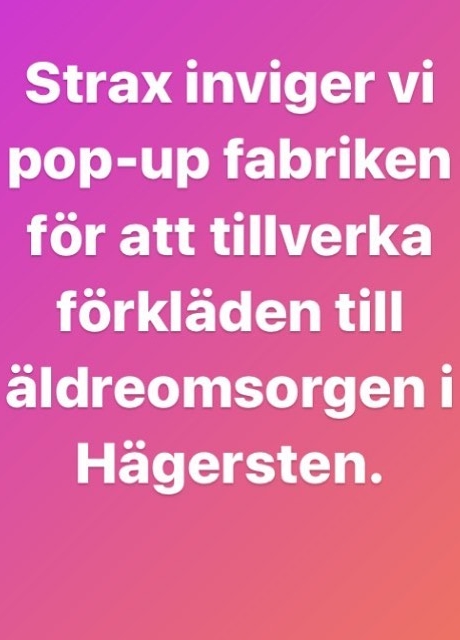 Strax inviger vi
pop-up fabriken
för att tillverka
förkläden till
äldreomsorgen i
Hägersten.